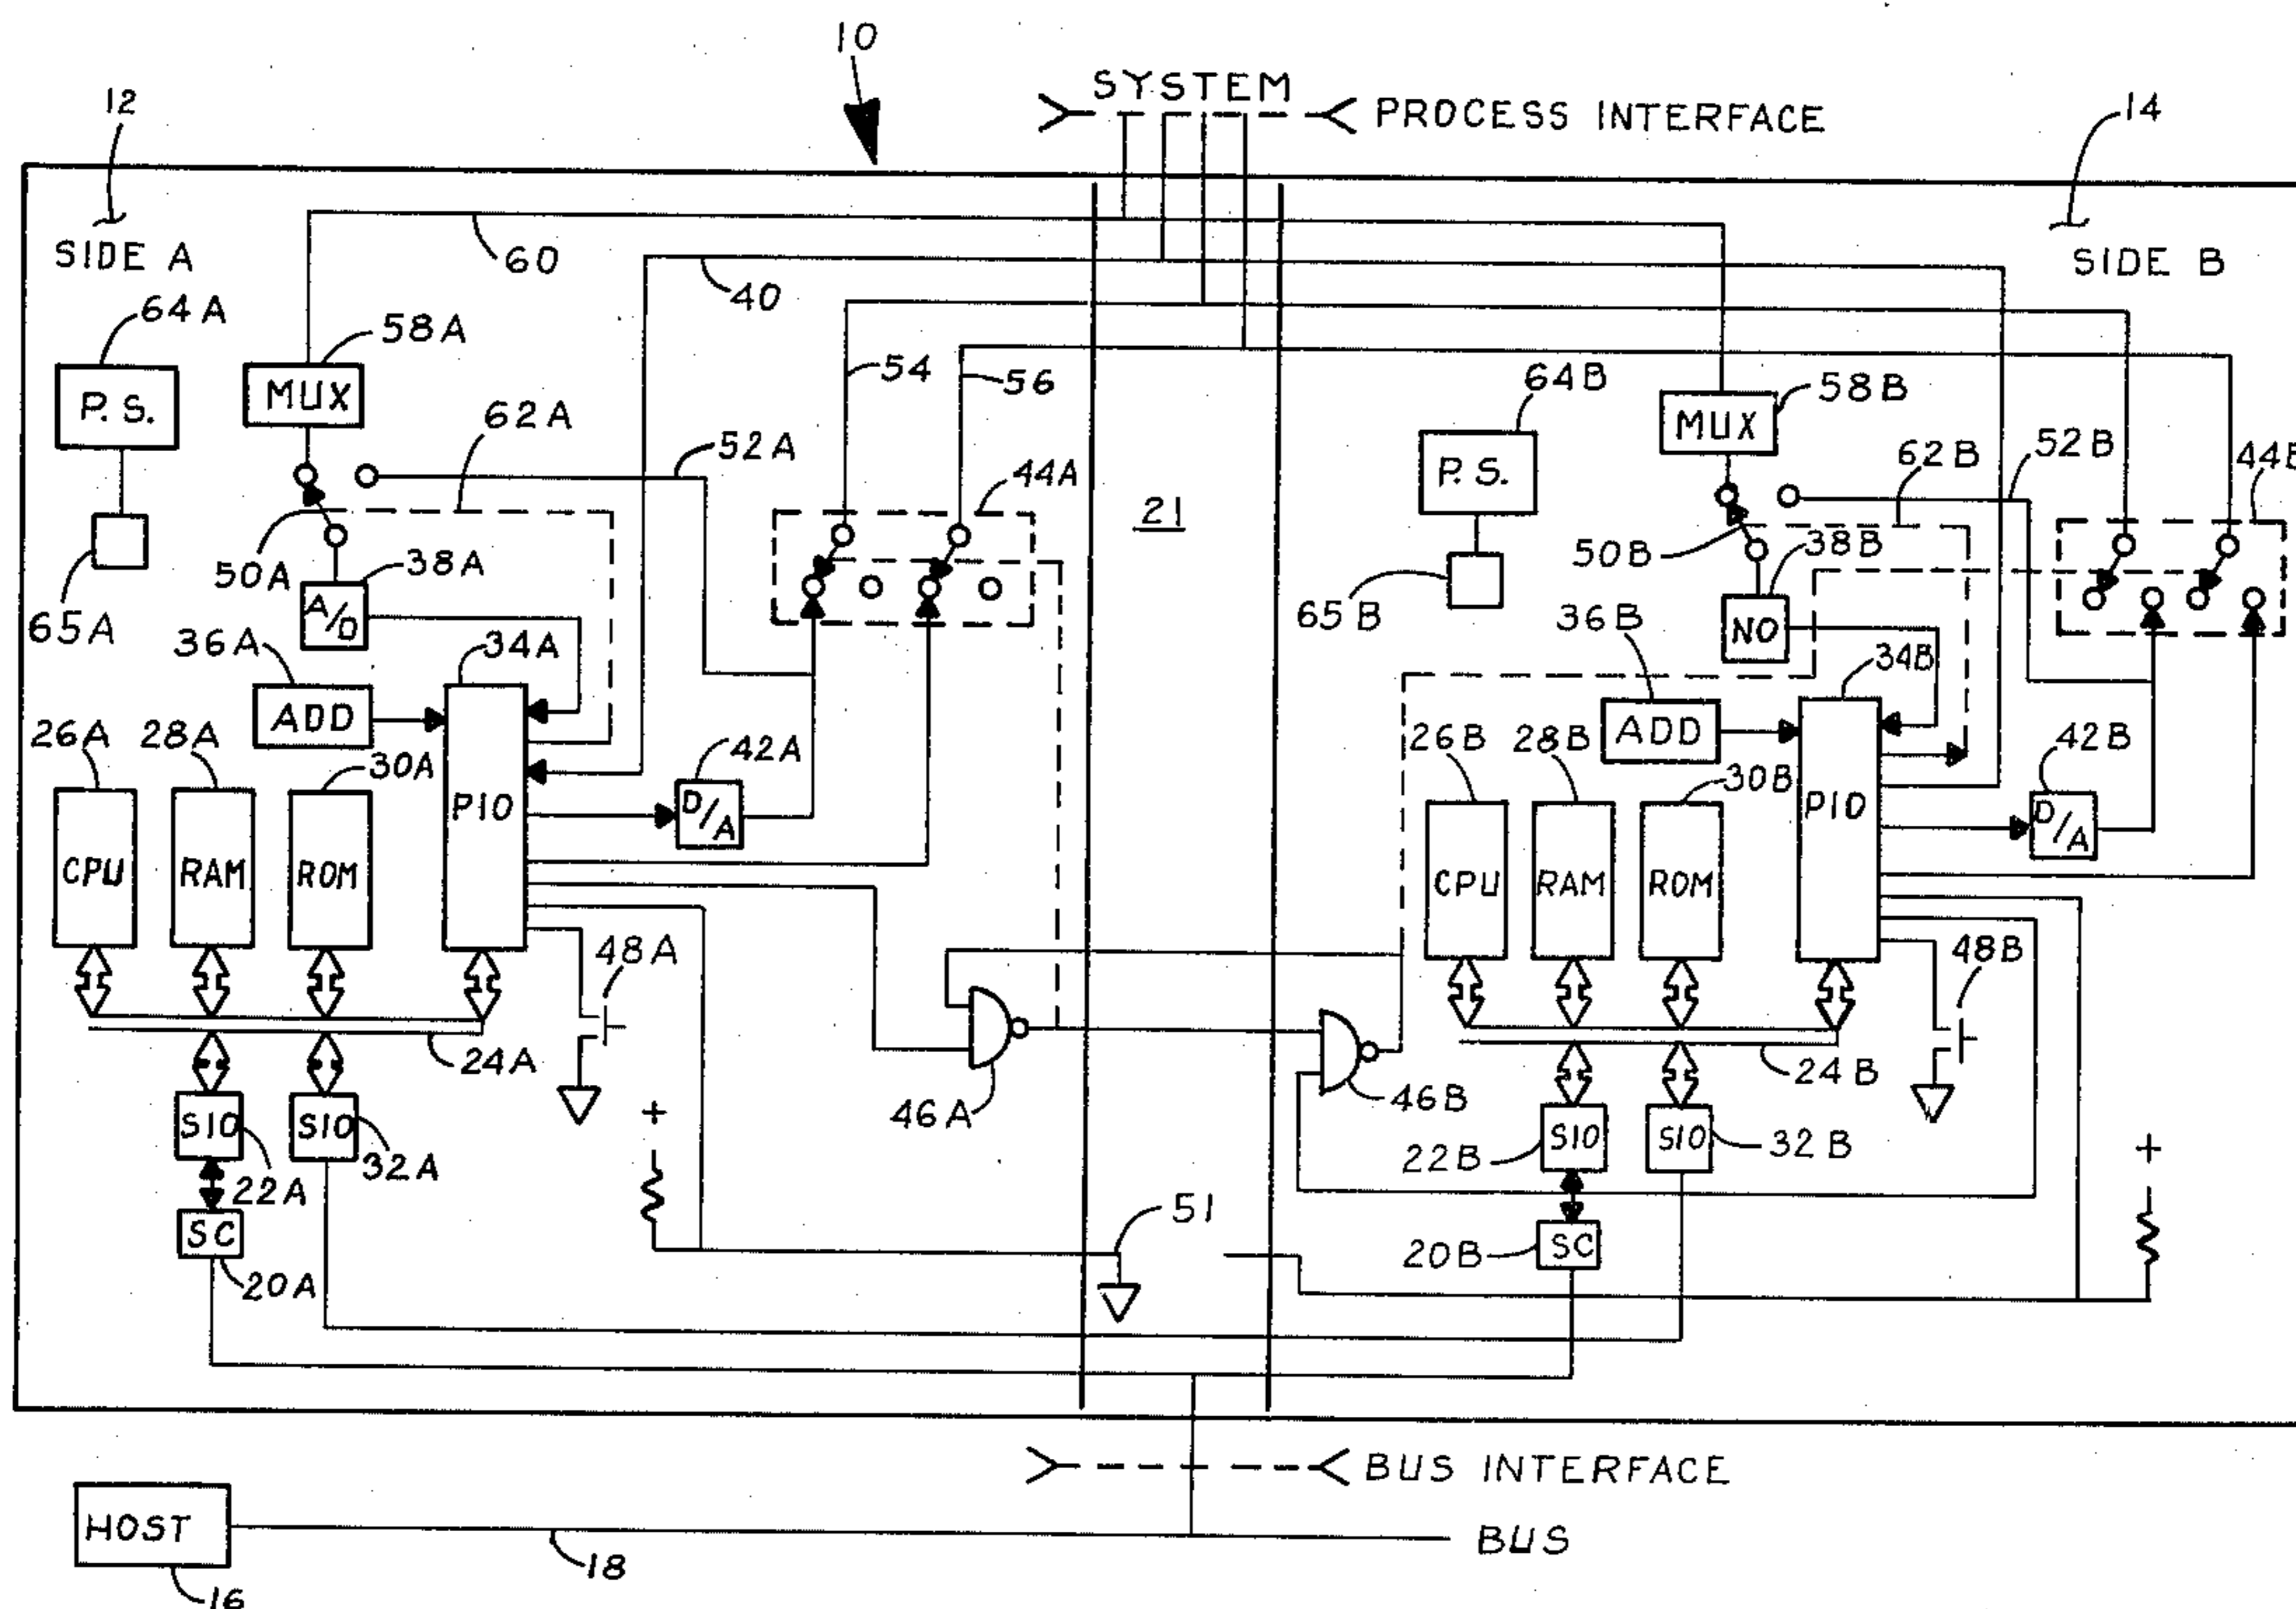 10
SYSTEM
PROCESS INTERFACE
12
14
SIDE A
SIDE B
60
40
64A
58A
P.S.
MUX
62A
54
56
52A
44A
64B
58B
P.S.
MUX
62B
52B
21
50A
38A
65A
A/D
36A
34A
ADD
50B
38B
65B
NO
36B
34B
ADD
26A
28A
30A
42A
PIO
D/A
CPU
RAM
ROM
26B
28B
30B
42B
PIO
D/A
CPU
RAM
ROM
48A
48B
24A
24B
46A
46B
+
SIO
SIO
32A
22A
SC
20A
51
22B
SIO
SIO
32B
+
20B
SC
BUS INTERFACE
HOST
BUS
18
16